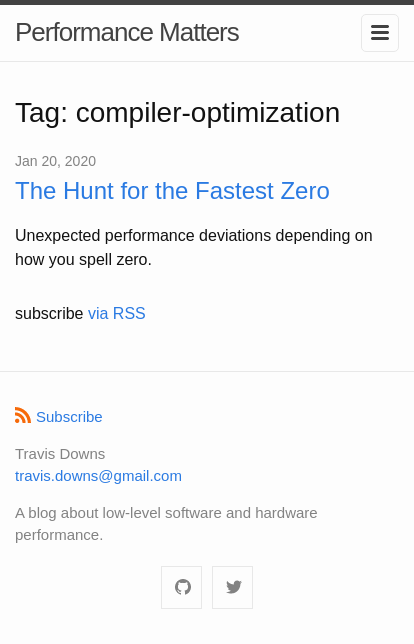 Performance Matters
Tag: compiler-optimization
Jan 20, 2020
The Hunt for the Fastest Zero
Unexpected performance deviations depending on
how you spell zero.
subscribe via RSS
Subscribe
Travis Downs
travis.downs@gmail.com
A blog about low-level software and hardware
performance.